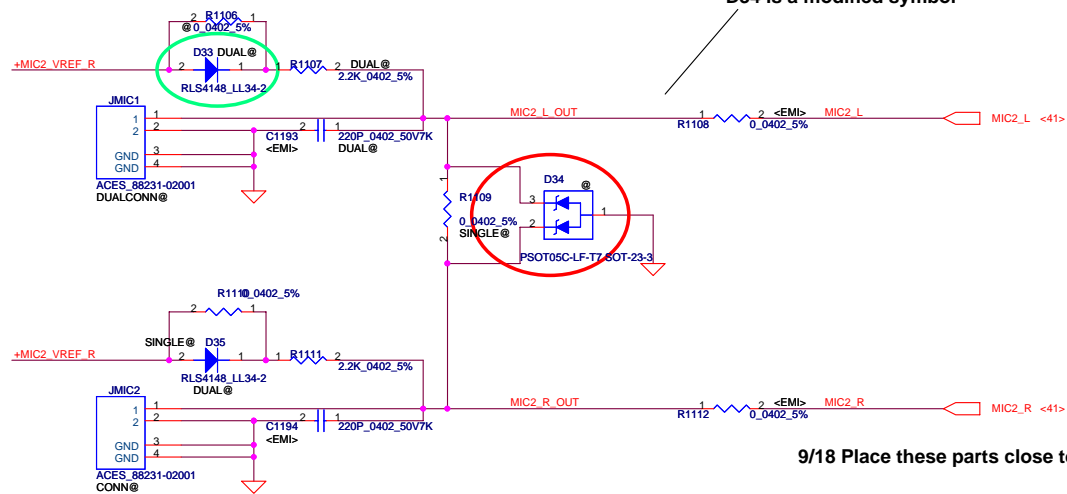 D34 is a modified symbol
R1106
2 1
@ 0_0402_5%
D33 DUAL@
+MIC2_VREF_R
2 1
1 R1107 2
DUAL@
2.2K_0402_5%
RLS4148_LL34-2
JMIC1
1 1
2 2
GND 3
GND 4
ACES_88231-02001
DUALCONN@
2 1
C1193
<EMI>
220P_0402_50V7K
DUAL@
MIC2_L_OUT
1 2
R1108
<EMI>
0_0402_5%
MIC2_L
MIC2_L <41>
1
R1109
0_0402_5%
SINGLE@
2
D34
@
3
2
1
PSOT05C-LF-T7 SOT-23-3
R1110
0_0402_5%
2 1
SINGLE@
D35
+MIC2_VREF_R
2 1
1 R1111 2
2.2K_0402_5%
RLS4148_LL34-2
DUAL@
JMIC2
1 1
2 2
GND 3
GND 4
ACES_88231-02001
CONN@
2 1
C1194
<EMI>
220P_0402_50V7K
MIC2_R_OUT
1 2
R1112
<EMI>
0_0402_5%
MIC2_R
MIC2_R <41>
9/18 Place these parts close to